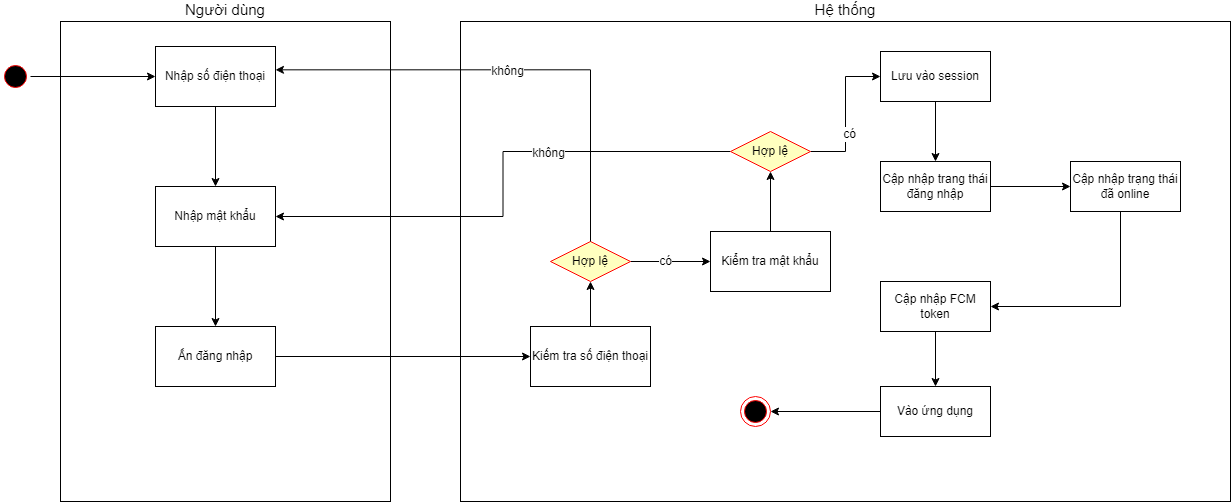 Người dùng
Hệ thống
Nhập số điện thoại
không
Lưu vào session
có
Hợp lệ
không
Cập nhập trang thái
đăng nhập
Cập nhập trạng thái
đã online
Nhập mật khẩu
Hợp lệ
có
Kiểm tra mật khẩu
Cập nhập FCM
token
Ấn đăng nhập
Kiểm tra số điện thoại
Vào ứng dụng